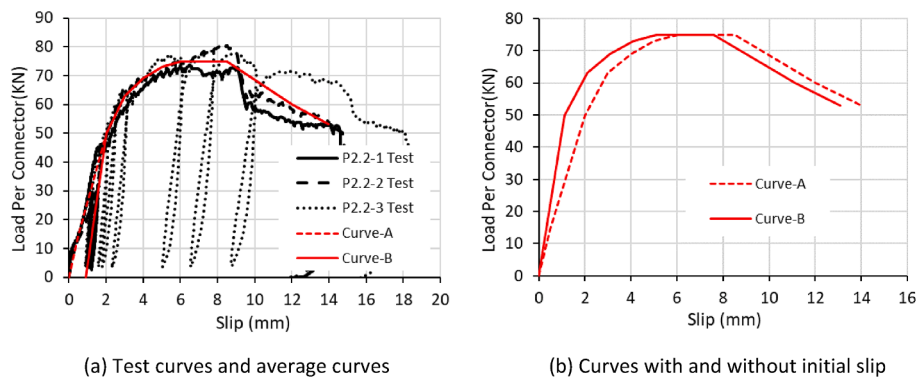 90
80
70
60
50
40
30
20
10
0
Load Per Connector(KN)
P2.2-1 Test
P2.2-2 Test
P2.2-3 Test
Curve-A
Curve-B
0 2 4 6 8 10 12 14 16 18 20
Slip (mm)
(a) Test curves and average curves
80
70
60
50
40
30
20
10
0
Load Per Connector(KN)
Curve-A
Curve-B
0 2 4 6 8 10 12 14 16
Slip (mm)
(b) Curves with and without initial slip